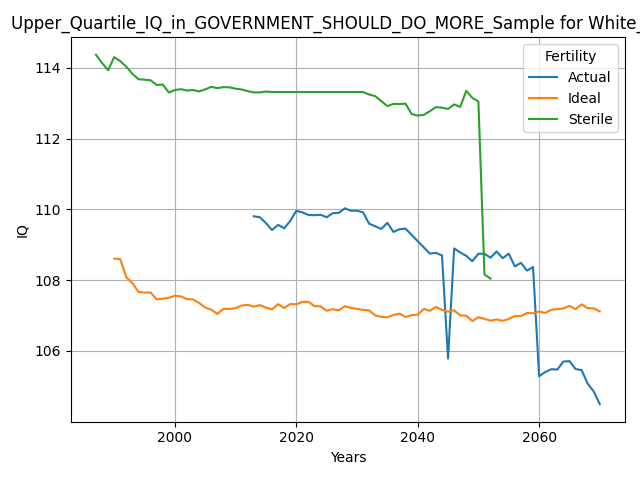 Upper_Quartile_IQ_in_GOVERNMENT_SHOULD_DO_MORE_Sample for White_
Fertility
Actual
Ideal
Sterile
114
112
110
108
106
IQ
2000
2020
2040
2060
Years